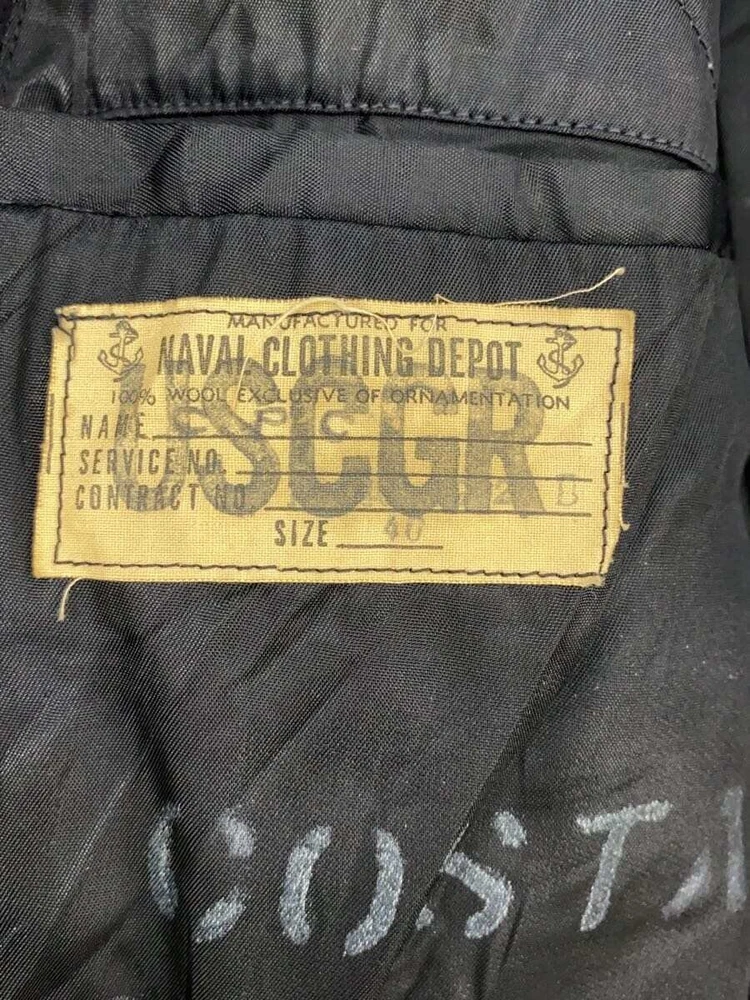 MANUFACTURED FOR
NAVAL CLOTHING DEPOT
100% WOOL EXCLUSIVE OF ORNAMENTATION
USCGR
NAME
SERVICE NO.
CONTRACT NO.
SIZE 40
COSTA